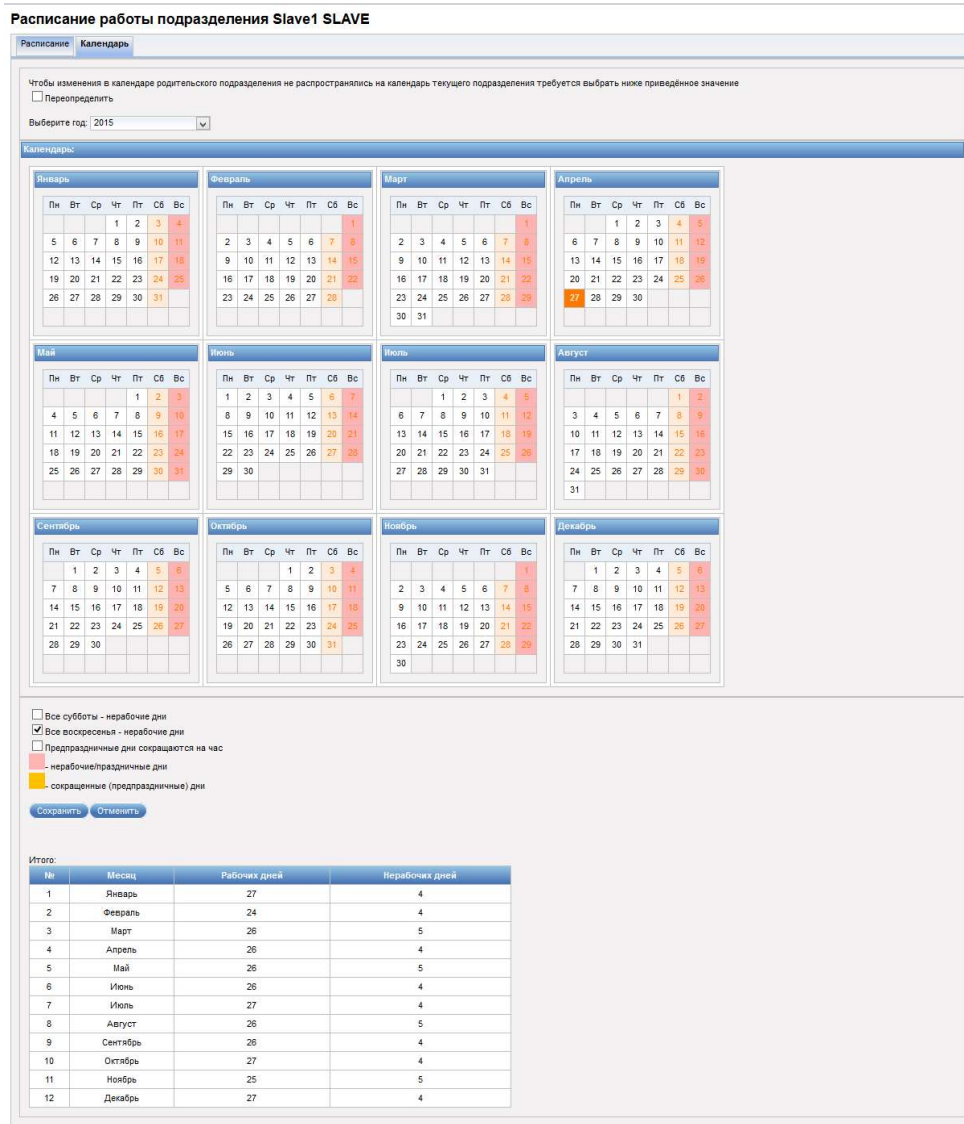 Расписание работы подразделения Slave1 SLAVE
Расписание Календарь
Чтобы изменения в календаре родительского подразделения не распространялись на календарь текущего подразделения требуется выбрать ниже приведённое значение
Переопределить
Выберите год: 2015
Календарь:
Январь Февраль Март Апрель
Пн Вт Ср Чт Пт Сб Вс Пн Вт Ср Чт Пт Сб Вс Пн Вт Ср Чт Пт Сб Вс Пн Вт Ср Чт Пт Сб Вс
1 2 3 4 1 1 1 2 3 4 5
5 6 7 8 9 10 11 2 3 4 5 6 7 8 2 3 4 5 6 7 8 6 7 8 9 10 11 12
12 13 14 15 16 17 18 9 10 11 12 13 14 15 9 10 11 12 13 14 15 13 14 15 16 17 18 19
19 20 21 22 23 24 25 16 17 18 19 20 21 22 16 17 18 19 20 21 22 20 21 22 23 24 25 26
26 27 28 29 30 31 23 24 25 26 27 28 23 24 25 26 27 28 29 27 28 29 30
30 31
Май Июнь Июль Август
Пн Вт Ср Чт Пт Сб Вс Пн Вт Ср Чт Пт Сб Вс Пн Вт Ср Чт Пт Сб Вс Пн Вт Ср Чт Пт Сб Вс
1 2 3 1 2 3 4 5 6 7 1 2 3 4 5 1 2
4 5 6 7 8 9 10 8 9 10 11 12 13 14 6 7 8 9 10 11 12 3 4 5 6 7 8 9
11 12 13 14 15 16 17 15 16 17 18 19 20 21 13 14 15 16 17 18 19 10 11 12 13 14 15 16
18 19 20 21 22 23 24 22 23 24 25 26 27 28 20 21 22 23 24 25 26 17 18 19 20 21 22 23
25 26 27 28 29 30 31 29 30 27 28 29 30 31 24 25 26 27 28 29 30
31
Сентябрь Октябрь Ноябрь Декабрь
Пн Вт Ср Чт Пт Сб Вс Пн Вт Ср Чт Пт Сб Вс Пн Вт Ср Чт Пт Сб Вс Пн Вт Ср Чт Пт Сб Вс
1 2 3 4 5 6 1 2 3 4 1 1 2 3 4 5 6
7 8 9 10 11 12 13 5 6 7 8 9 10 11 2 3 4 5 6 7 8 7 8 9 10 11 12 13
14 15 16 17 18 19 20 12 13 14 15 16 17 18 9 10 11 12 13 14 15 14 15 16 17 18 19 20
21 22 23 24 25 26 27 19 20 21 22 23 24 25 16 17 18 19 20 21 22 21 22 23 24 25 26 27
28 29 30 26 27 28 29 30 31 23 24 25 26 27 28 29 28 29 30 31
30
Все субботы - нерабочие дни
Все воскресенья - нерабочие дни
Предпраздничные дни сокращаются на час
- нерабочие/праздничные дни
- сокращенные (предпраздничные) дни
Сохранить Отменить
Итого:
№ Месяц Рабочих дней Нерабочих дней
1 Январь 27 4
2 Февраль 24 4
3 Март 26 5
4 Апрель 26 4
5 Май 26 5
6 Июнь 26 4
7 Июль 27 4
8 Август 26 5
9 Сентябрь 26 4
10 Октябрь 27 4
11 Ноябрь 25 5
12 Декабрь 27 4